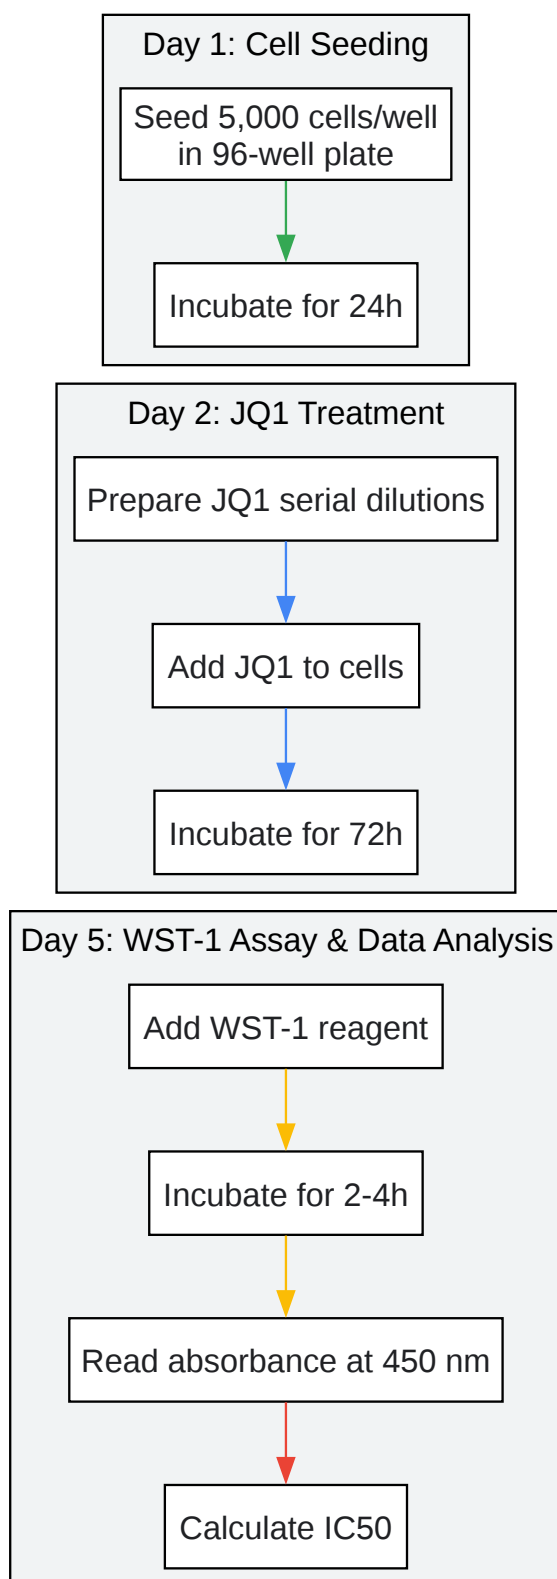 Day 1: Cell Seeding
Seed 5,000 cells/well
in 96-well plate
Incubate for 24h
Day 2: JQ1 Treatment
Prepare JQ1 serial dilutions
Add JQ1 to cells
Incubate for 72h
Day 5: WST-1 Assay & Data Analysis
Add WST-1 reagent
Incubate for 2-4h
Read absorbance at 450 nm
Calculate IC50